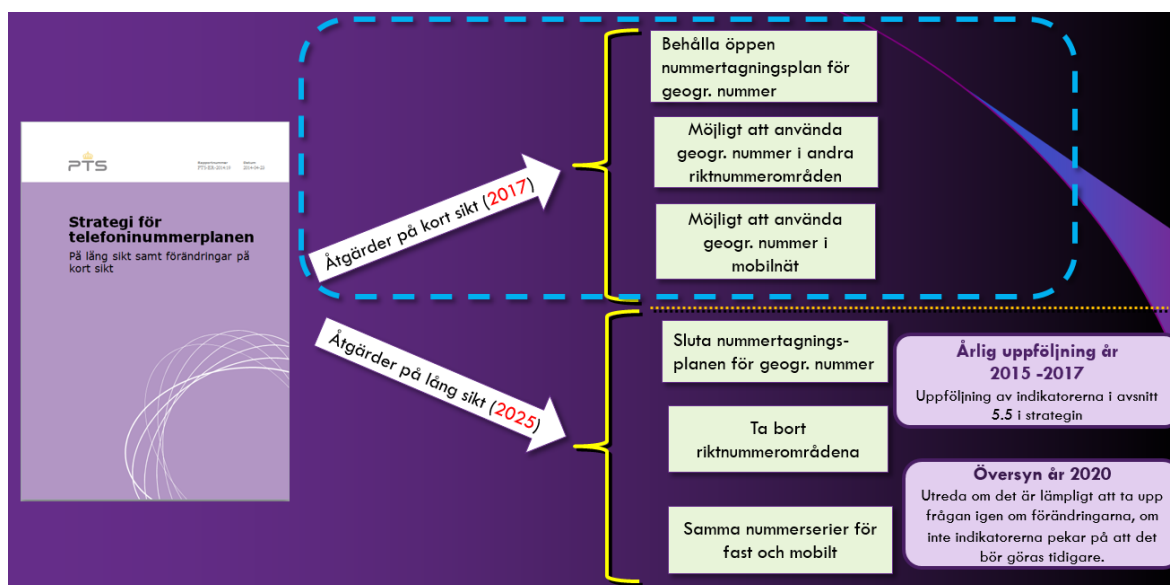 PTS
Rapportnummer
Datum
Strategi för
telefoninummerplanen
På lång sikt samt förändringar på
kort sikt
Åtgärder på kort sikt (2017)
Behålla öppen
nummertagningsplan för
geogr. nummer
Möjligt att använda
geogr. nummer i andra
riktnummerområden
Möjligt att använda
geogr. nummer i
mobilnät
Åtgärder på lång sikt (2025)
Sluta nummertagnings-
planen för geogr. nummer
Ta bort
riktnummerområdena
Samma nummerserier för
fast och mobilt
Årlig uppföljning år
2015 -2017
Uppföljning av indikatorerna i avsnitt
5.5 i strategin
Översyn år 2020
Utreda om det är lämpligt att ta upp
frågan igen om förändringarna, om
inte indikatorerna pekar på att det
bör göras tidigare.